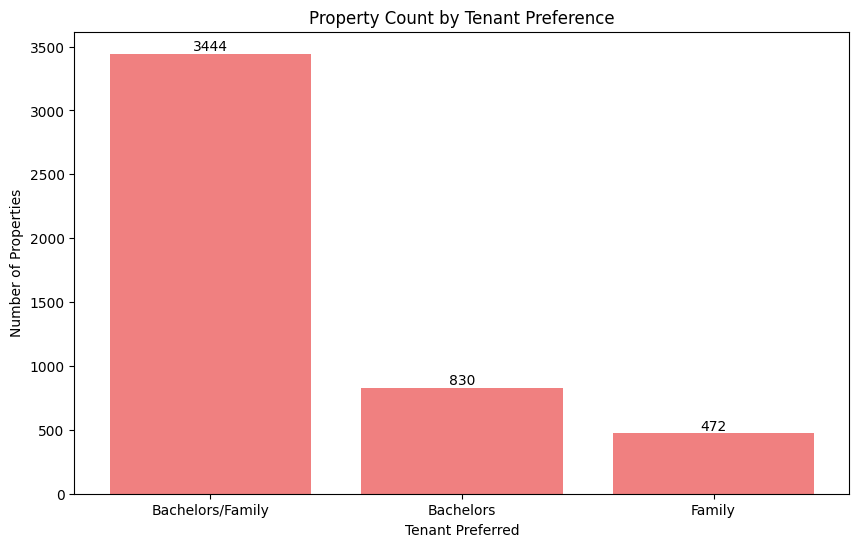 Property Count by Tenant Preference
3500
3000
2500
2000
1500
1000
500
0
Number of Properties
3444
830
472
Bachelors/Family
Bachelors
Family
Tenant Preferred